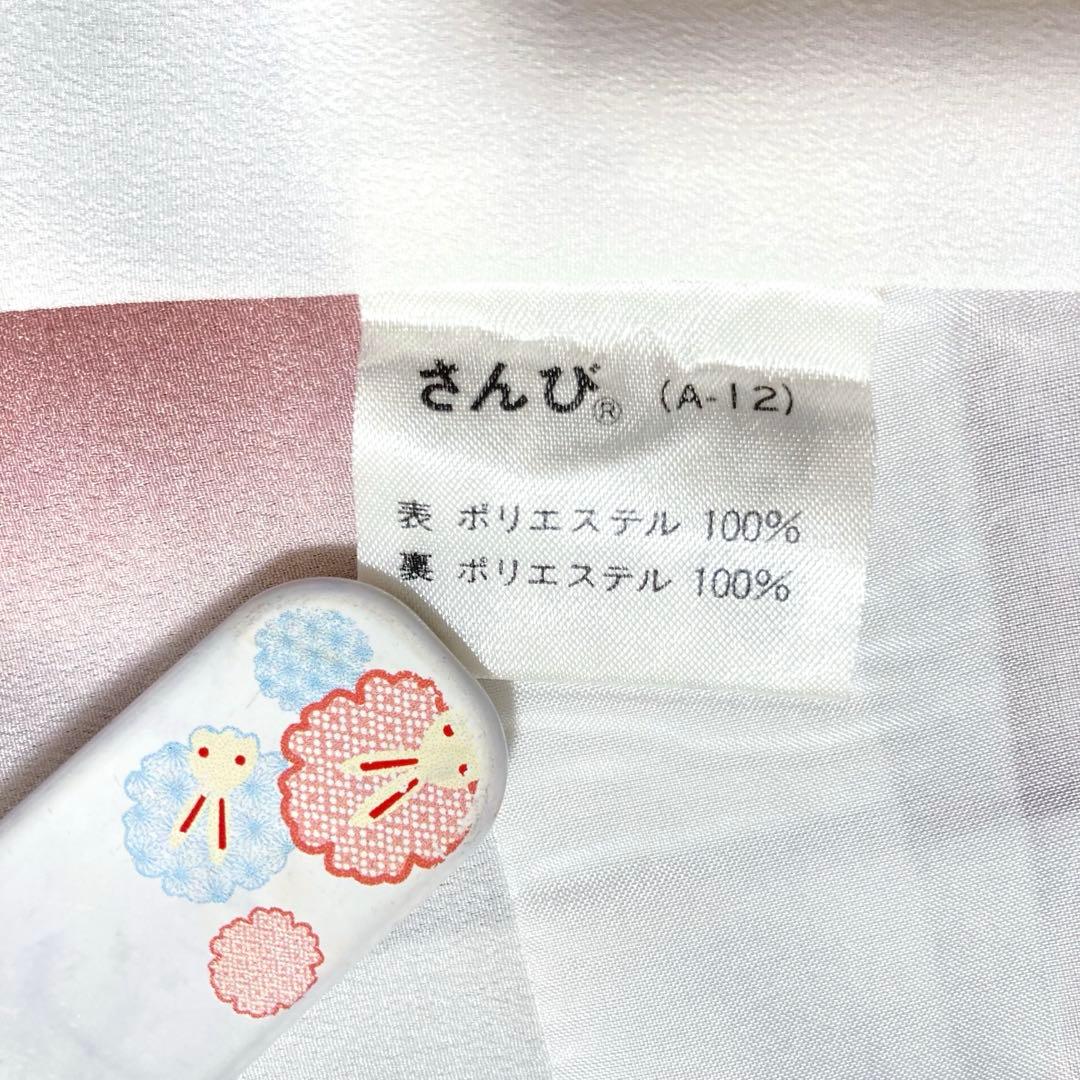 さんび® (A-12)
表 ポリエステル 100%
裏 ポリエステル 100%